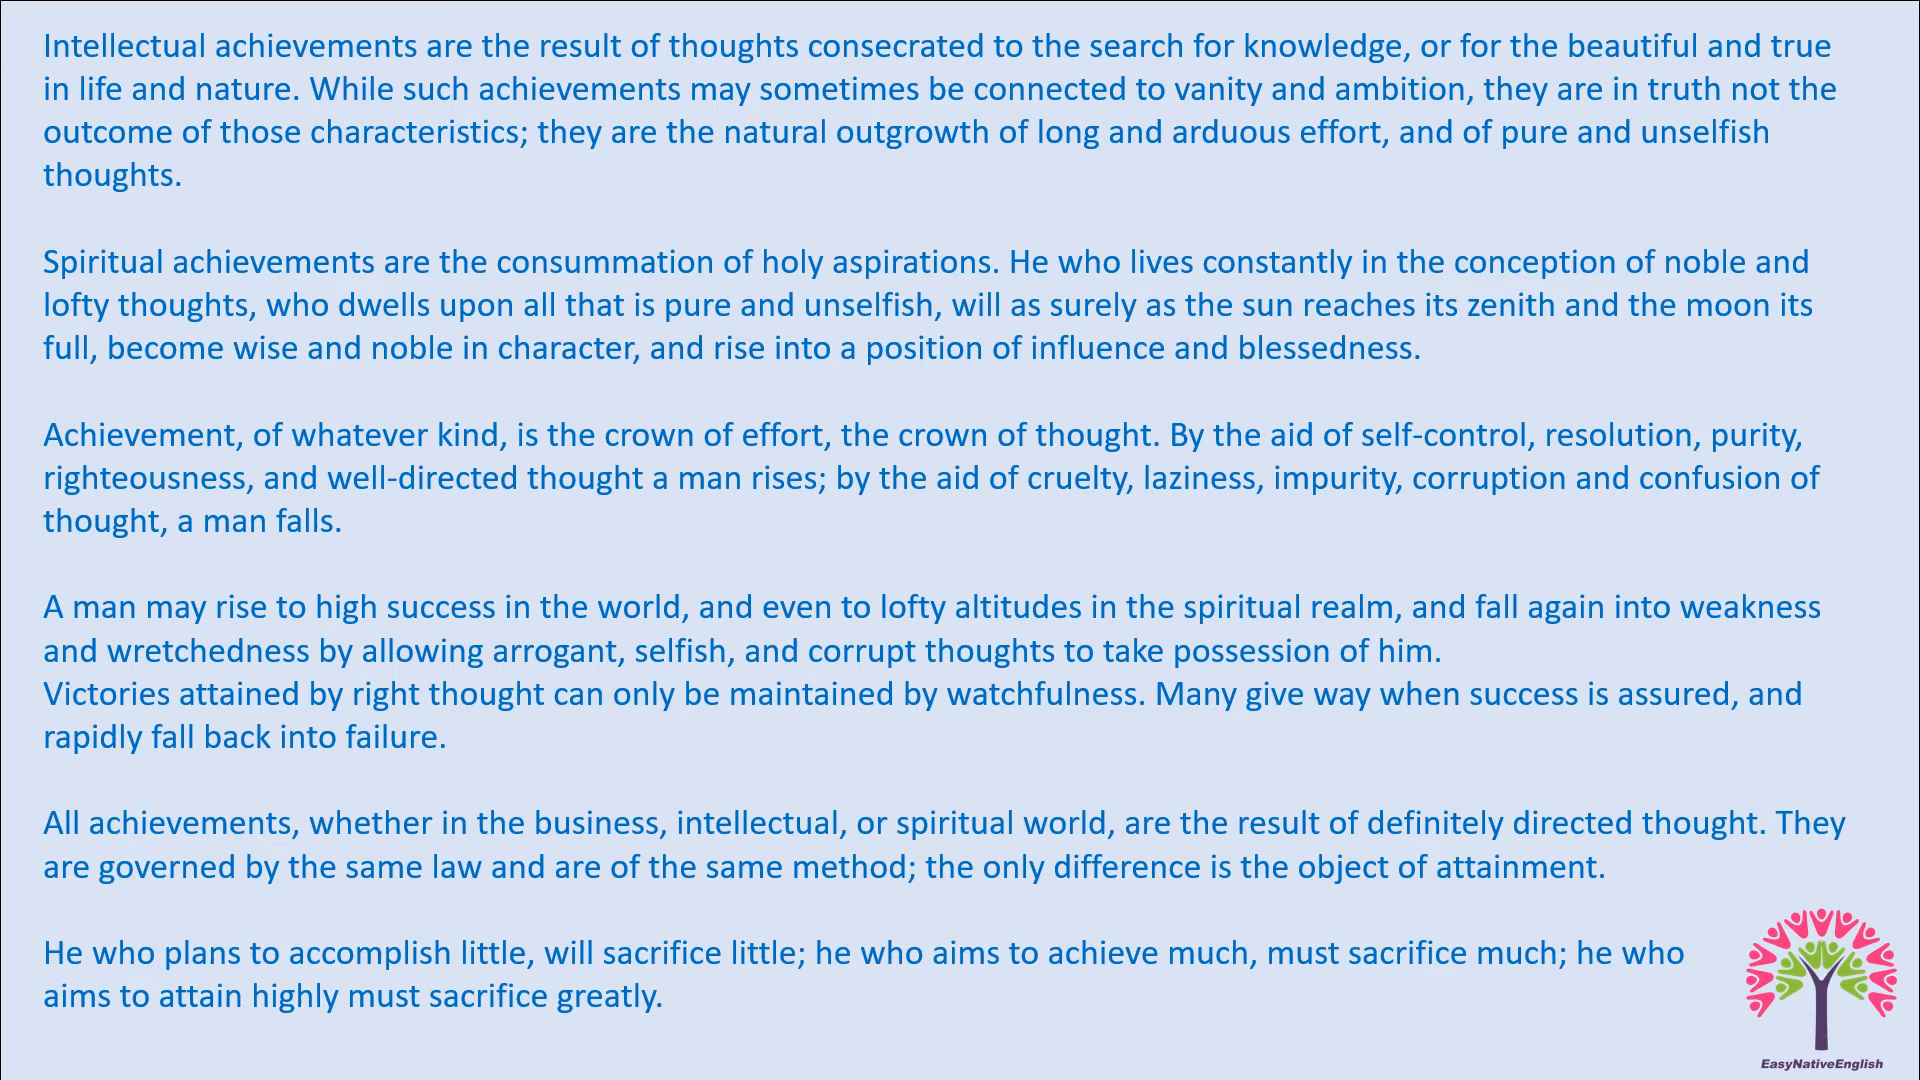 Intellectual achievements are the result of thoughts consecrated to the search for knowledge, or for the beautiful and true
in life and nature. While such achievements may sometimes be connected to vanity and ambition, they are in truth not the
outcome of those characteristics; they are the natural outgrowth of long and arduous effort, and of pure and unselfish
thoughts.
Spiritual achievements are the consummation of holy aspirations. He who lives constantly in the conception of noble and
lofty thoughts, who dwells upon all that is pure and unselfish, will as surely as the sun reaches its zenith and the moon its
full, become wise and noble in character, and rise into a position of influence and blessedness.
Achievement, of whatever kind, is the crown of effort, the crown of thought. By the aid of self-control, resolution, purity,
righteousness, and well-directed thought a man rises; by the aid of cruelty, laziness, impurity, corruption and confusion of
thought, a man falls.
A man may rise to high success in the world, and even to lofty altitudes in the spiritual realm, and fall again into weakness
and wretchedness by allowing arrogant, selfish, and corrupt thoughts to take possession of him.
Victories attained by right thought can only be maintained by watchfulness. Many give way when success is assured, and
rapidly fall back into failure.
All achievements, whether in the business, intellectual, or spiritual world, are the result of definitely directed thought. They
are governed by the same law and are of the same method; the only difference is the object of attainment.
He who plans to accomplish little, will sacrifice little; he who aims to achieve much, must sacrifice much; he who
aims to attain highly must sacrifice greatly.
EasyNativeEnglish